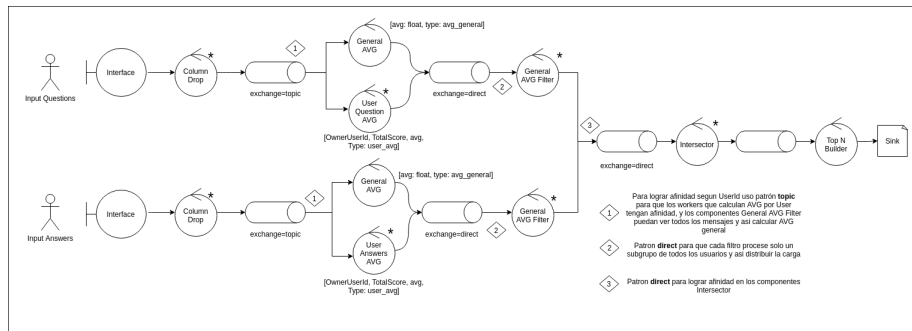 [avg: float, type: avg_general]
1
*
General
AVG
*
*
Interface
Column
Drop
General
AVG Filter
exchange=topic
exchange=direct
2
Input Questions
*
User
Question
AVG
[OwnerUserId, TotalScore, avg,
Type: user_avg]
3
*
Intersector
Top N
Builder
Sink
exchange=direct
[avg: float, type: avg_general]
1
*
General
AVG
*
Interface
Column
Drop
General
AVG Filter
exchange=topic
exchange=direct
2
Input Answers
*
User
Answers
AVG
[OwnerUserId, TotalScore, avg,
Type: user_avg]
1
Para lograr afinidad segun UserId uso patrón topic
para que los workers que calculan AVG por User
tengan afinidad, y los componentes General AVG Filter
puedan ver todos los mensajes y asi calcular AVG
general
2
Patron direct para que cada filtro procese solo un
subgrupo de todos los usuarios y asi distribuir la carga
3
Patron direct para lograr afinidad en los componentes
Intersector